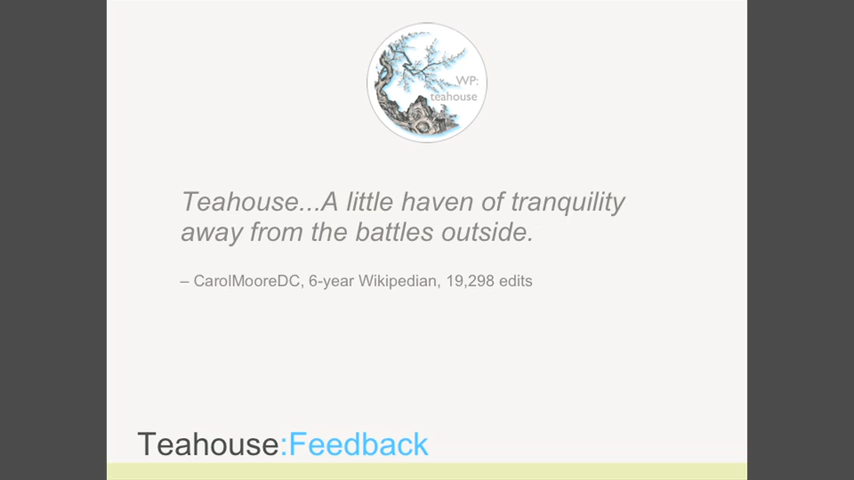 WP:
teahouse
Teahouse...A little haven of tranquility
away from the battles outside.
– CarolMooreDC, 6-year Wikipedian, 19,298 edits
Teahouse:Feedback